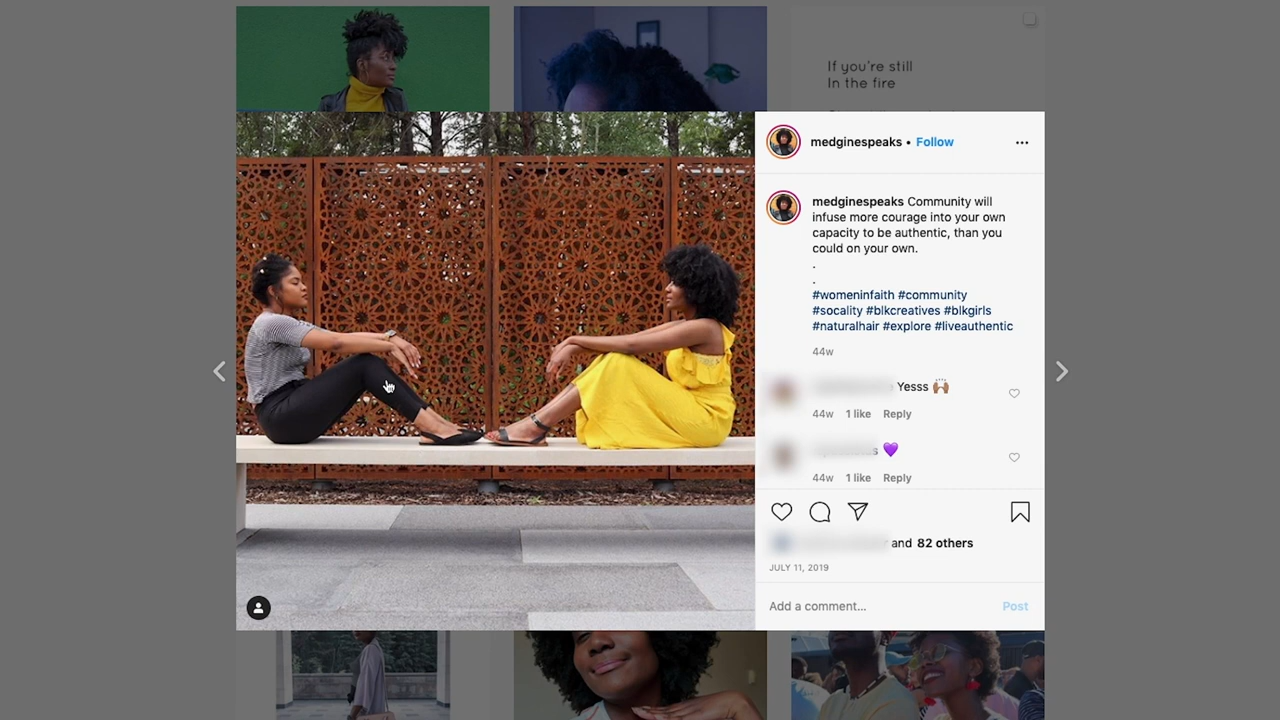 If you're still
In the fire
medginespeaks • Follow
medginespeaks Community will
infuse more courage into your own
capacity to be authentic, than you
could on your own.
.
.
#womeninfaith #community
#socality #blkcreatives #blkgirls
#naturalhair #explore #liveauthentic
44w
Yesss 🙌🏽
44w 1 like Reply
💜
44w 1 like Reply
and 82 others
JULY 11, 2019
Add a comment... Post